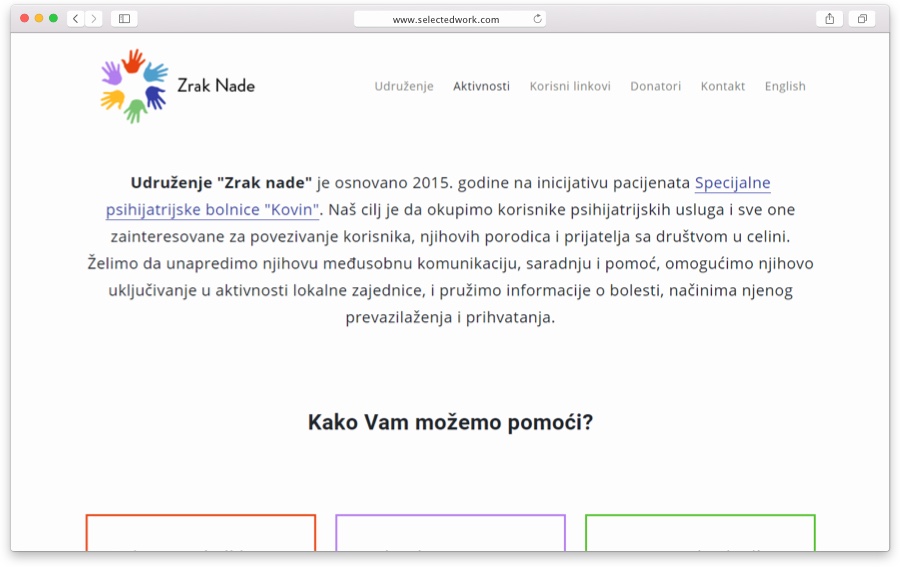 www.selectedwork.com
Zrak Nade
Udruženje Aktivnosti Korisni linkovi Donatori Kontakt English
Udruženje "Zrak nade" je osnovano 2015. godine na inicijativu pacijenata Specijalne
psihijatrijske bolnice "Kovin". Naš cilj je da okupimo korisnike psihijatrijskih usluga i sve one
zainteresovane za povezivanje korisnika, njihovih porodica i prijatelja sa društvom u celini.
Želimo da unapredimo njihovu međusobnu komunikaciju, saradnju i pomoć, omogućimo njihovo
uključivanje u aktivnosti lokalne zajednice, i pružimo informacije o bolesti, načinima njenog
prevazilaženja i prihvatanja.
Kako Vam možemo pomoći?